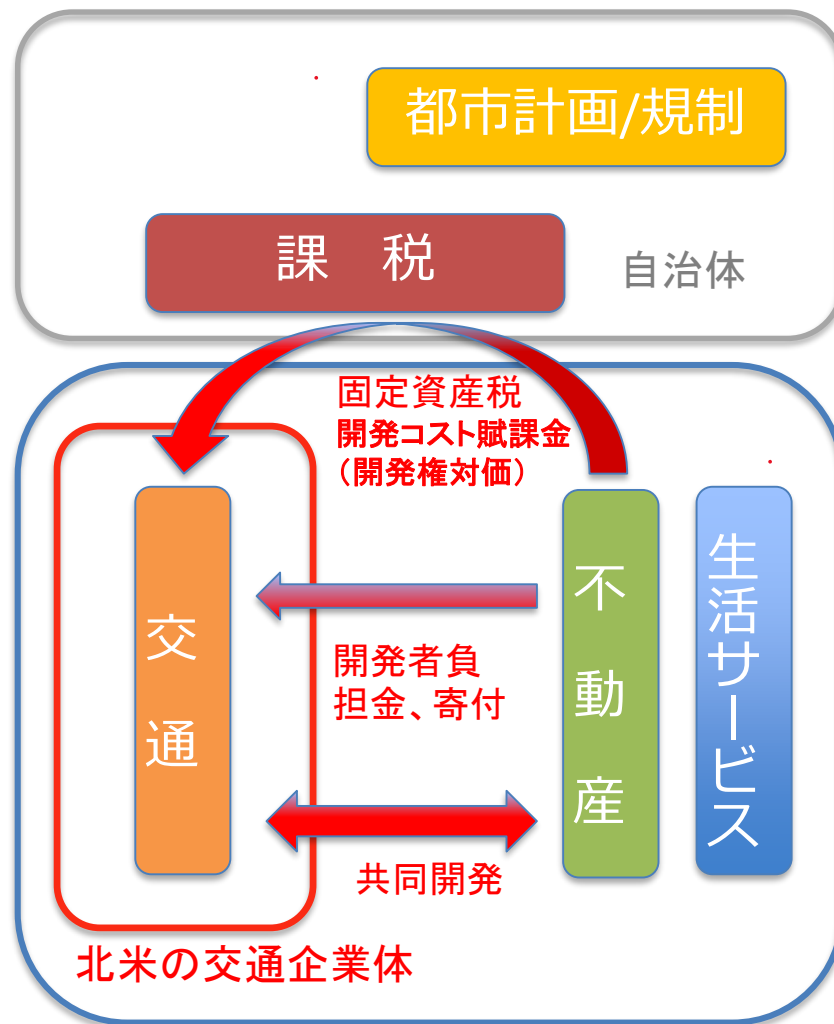 都市計画/規制
課　税
自治体
固定資産税
開発コスト賦課金
（開発権対価）
交通
不動産
生活サービス
開発者負
担金、寄付
共同開発
北米の交通企業体